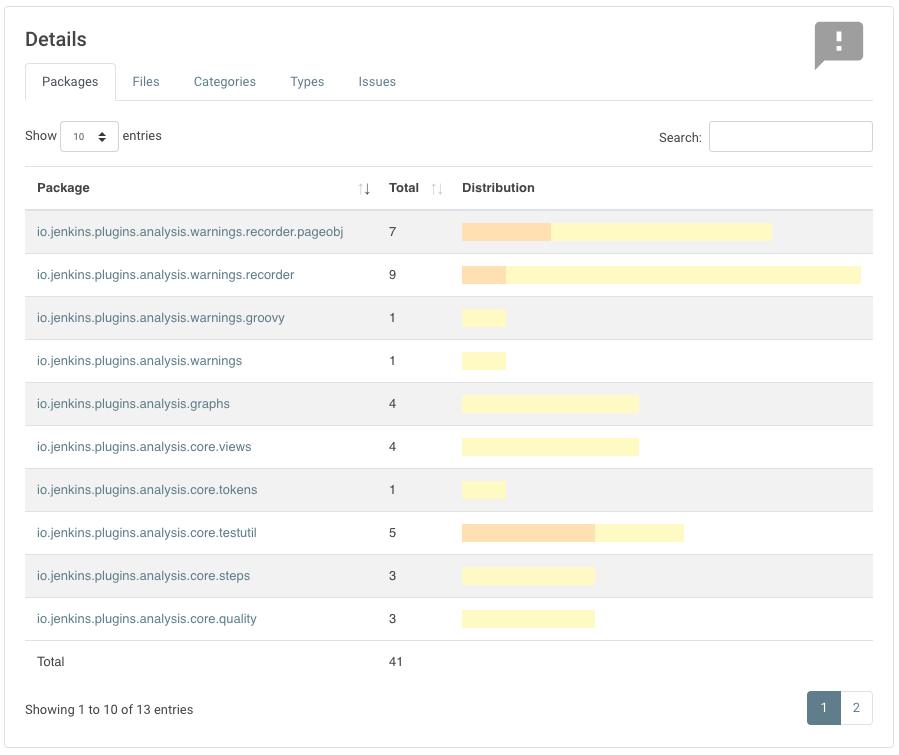 Details
Packages Files Categories Types Issues
Show 10 entries Search:
Package Total Distribution
io.jenkins.plugins.analysis.warnings.recorder.pageobj 7
io.jenkins.plugins.analysis.warnings.recorder 9
io.jenkins.plugins.analysis.warnings.groovy 1
io.jenkins.plugins.analysis.warnings 1
io.jenkins.plugins.analysis.graphs 4
io.jenkins.plugins.analysis.core.views 4
io.jenkins.plugins.analysis.core.tokens 1
io.jenkins.plugins.analysis.core.testutil 5
io.jenkins.plugins.analysis.core.steps 3
io.jenkins.plugins.analysis.core.quality 3
Total 41
Showing 1 to 10 of 13 entries 1 2